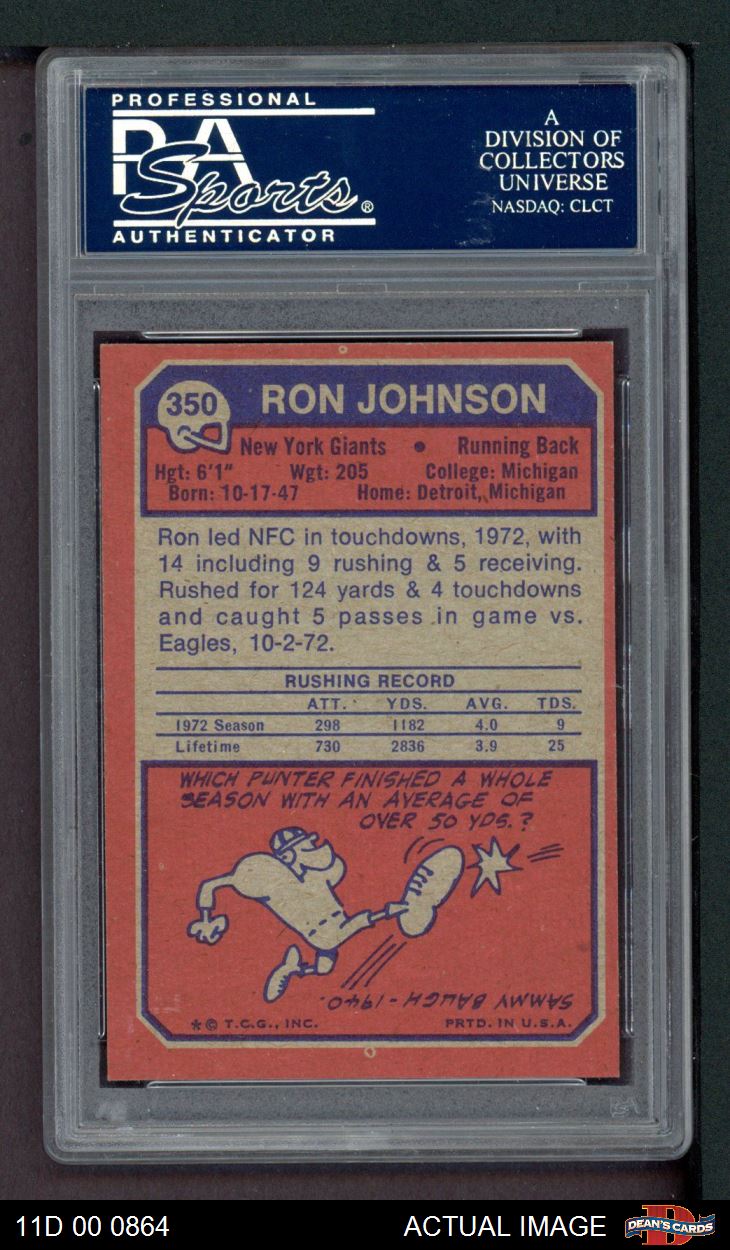 PROFESSIONAL
PSA
Sports®
AUTHENTICATOR
A
DIVISION OF
COLLECTORS
UNIVERSE
NASDAQ: CLCT
350 RON JOHNSON
New York Giants • Running Back
Hgt: 6'1" Wgt: 205 College: Michigan
Born: 10-17-47 Home: Detroit, Michigan
Ron led NFC in touchdowns, 1972, with
14 including 9 rushing & 5 receiving.
Rushed for 124 yards & 4 touchdowns
and caught 5 passes in game vs.
Eagles, 10-2-72.
RUSHING RECORD
ATT. YDS. AVG. TDS.
1972 Season 298 1182 4.0 9
Lifetime 730 2836 3.9 25
WHICH PUNTER FINISHED A WHOLE
SEASON WITH AN AVERAGE OF
OVER 50 YDS.?
SAMMY BAUGH - 1940.
*© T.C.G., INC. PRTD. IN U.S.A.
11D 00 0864 ACTUAL IMAGE
D
DEAN'S CARDS